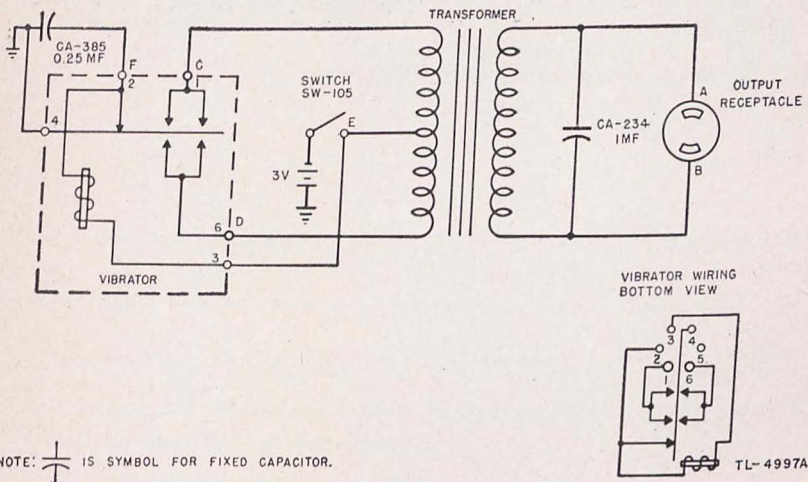 TRANSFORMER
CA-385
0.25 MF
F
2
C
1
SWITCH
SW-105
E
4
3V
6
D
3
VIBRATOR
CA-234
1MF
A
B
OUTPUT
RECEPTACLE
VIBRATOR WIRING
BOTTOM VIEW
3
4
2
5
1
6
NOTE: IS SYMBOL FOR FIXED CAPACITOR.
TL-4997A